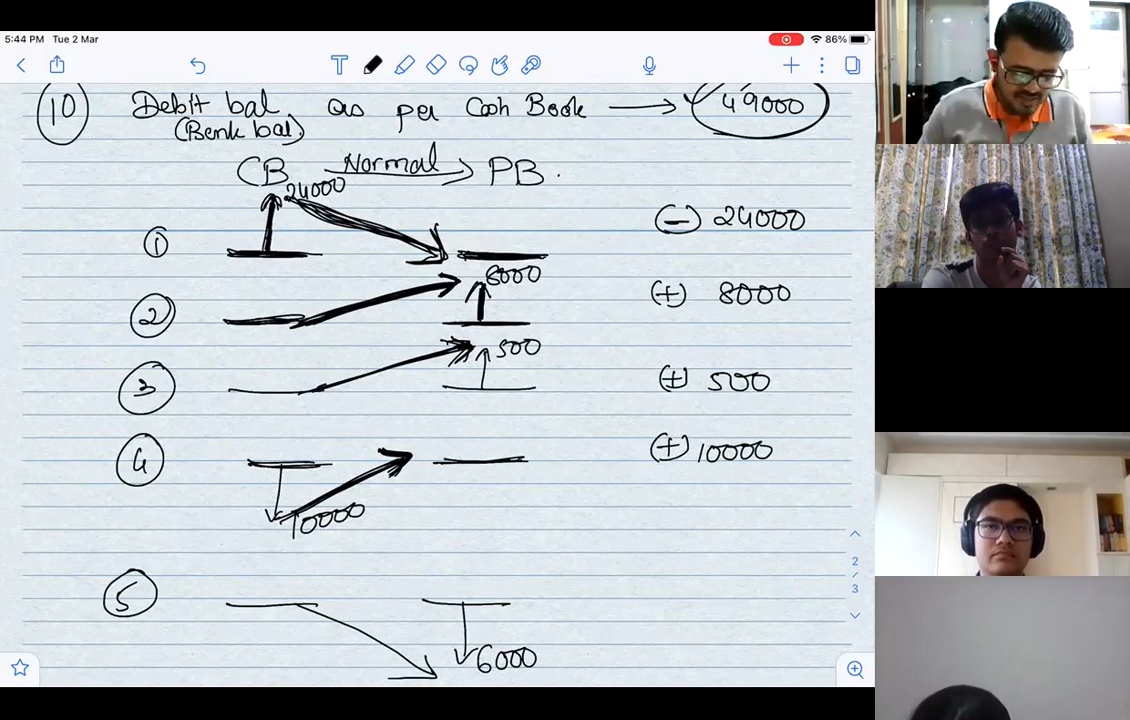 5:44 PM Tue 2 Mar 86%
10 Debit bal as per Cash Book 49000
(Bank bal)
CB Normal PB.
24000
1 (-) 24000
8000
2 (+) 8000
500
3 (+) 500
4 (+) 10000
10000
2
/
3
5
6000